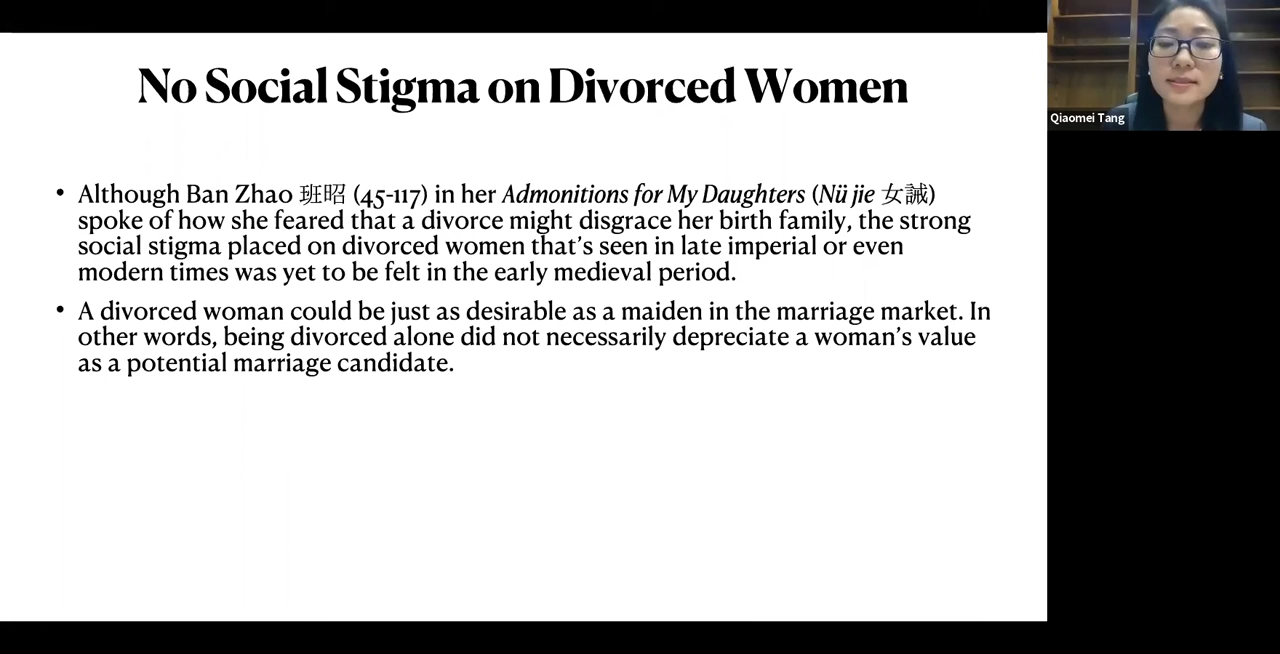 No Social Stigma on Divorced Women
Qiaomei Tang
• Although Ban Zhao 班昭 (45-117) in her Admonitions for My Daughters (Nü jie 女誡)
spoke of how she feared that a divorce might disgrace her birth family, the strong
social stigma placed on divorced women that’s seen in late imperial or even
modern times was yet to be felt in the early medieval period.
• A divorced woman could be just as desirable as a maiden in the marriage market. In
other words, being divorced alone did not necessarily depreciate a woman’s value
as a potential marriage candidate.